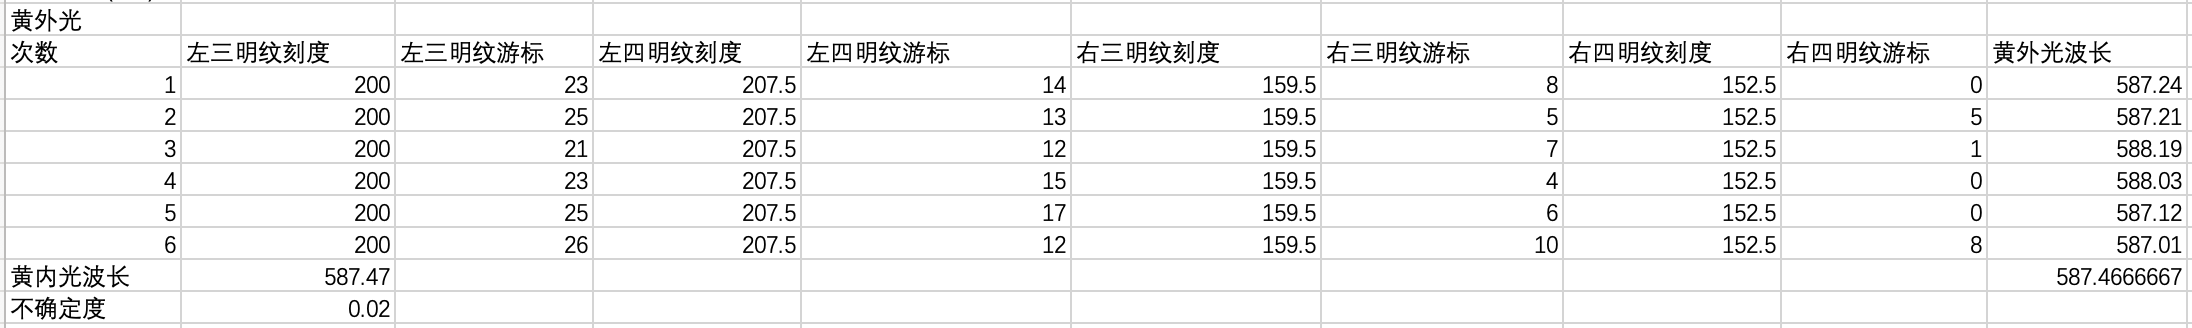 黄外光
次数 左三明纹刻度 左三明纹游标 左四明纹刻度 左四明纹游标 右三明纹刻度 右三明纹游标 右四明纹刻度 右四明纹游标 黄外光波长
1 200 23 207.5 14 159.5 8 152.5 0 587.24
2 200 25 207.5 13 159.5 5 152.5 5 587.21
3 200 21 207.5 12 159.5 7 152.5 1 588.19
4 200 23 207.5 15 159.5 4 152.5 0 588.03
5 200 25 207.5 17 159.5 6 152.5 0 587.12
6 200 26 207.5 12 159.5 10 152.5 8 587.01
黄内光波长 587.47 587.4666667
不确定度 0.02